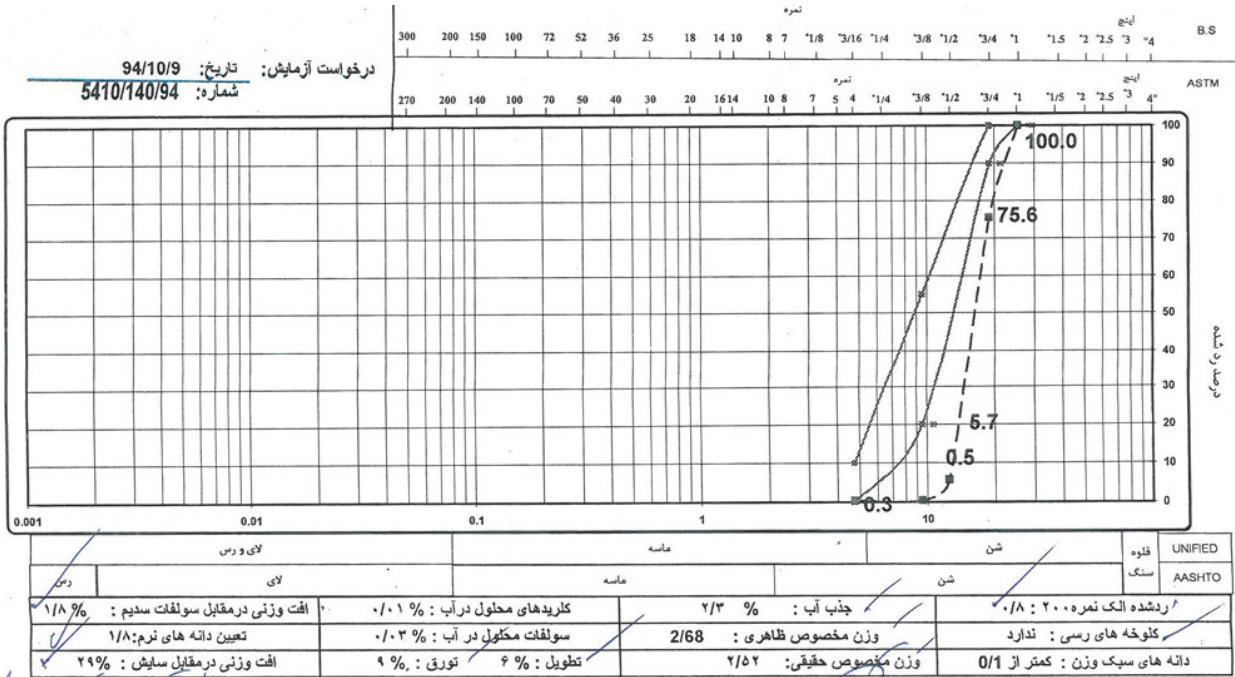 نمره
اینچ
B.S
300 200 150 100 72 52 36 25 18 14 10 8 7 "1/8 "3/16 "1/4 "3/8 "1/2 "3/4 "1 "1.5 "2 "2.5 "3 "4
درخواست آزمایش: تاریخ: 94/10/9
شماره: 5410/140/94
نمره
اینچ
ASTM
270 200 140 100 70 50 40 30 20 16 14 10 8 7 5 4 "1/4 "3/8 "1/2 "3/4 "1 "1/5 "2 "2.5 "3 4"
100
90
80
70
60
50
40
30
20
10
0
درصد رد شده
100.0
75.6
5.7
0.5
0.3
0.001 0.01 0.1 1 10
UNIFIED قلوه سنگ شن ماسه لای و رس
AASHTO شن ماسه لای رس
ردشده الک نمره ۲۰۰ : ۰/۸ جذب آب : % ۲/۳ کلریدهای محلول درآب : % ۰/۰۱ افت وزنی درمقابل سولفات سدیم : % ۱/۸
کلوخه های رسی : ندارد وزن مخصوص ظاهری : 2/68 سولفات محلول در آب : % ۰/۰۳ تعیین دانه های نرم:۱/۸
دانه های سبک وزن : کمتر از 0/1 وزن مخصوص حقیقی: ۲/۵۲ تطویل : % ۶ تورق : % ۹ افت وزنی درمقابل سایش : %۲۹